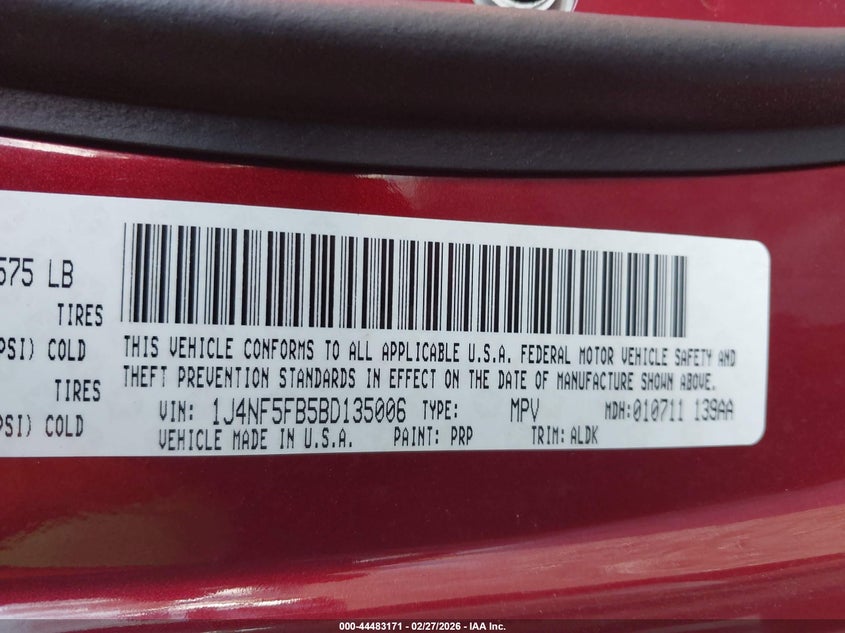 575 LB
TIRES
PSI) COLD
TIRES
PSI) COLD
THIS VEHICLE CONFORMS TO ALL APPLICABLE U.S.A. FEDERAL MOTOR VEHICLE SAFETY AND
THEFT PREVENTION STANDARDS IN EFFECT ON THE DATE OF MANUFACTURE SHOWN ABOVE.
VIN: 1J4NF5FB5BD135006 TYPE: MPV MDH:010711 139AA
VEHICLE MADE IN U.S.A. PAINT: PRP TRIM: ALDK
000-44483171 | 02/27/2026 - IAA Inc.